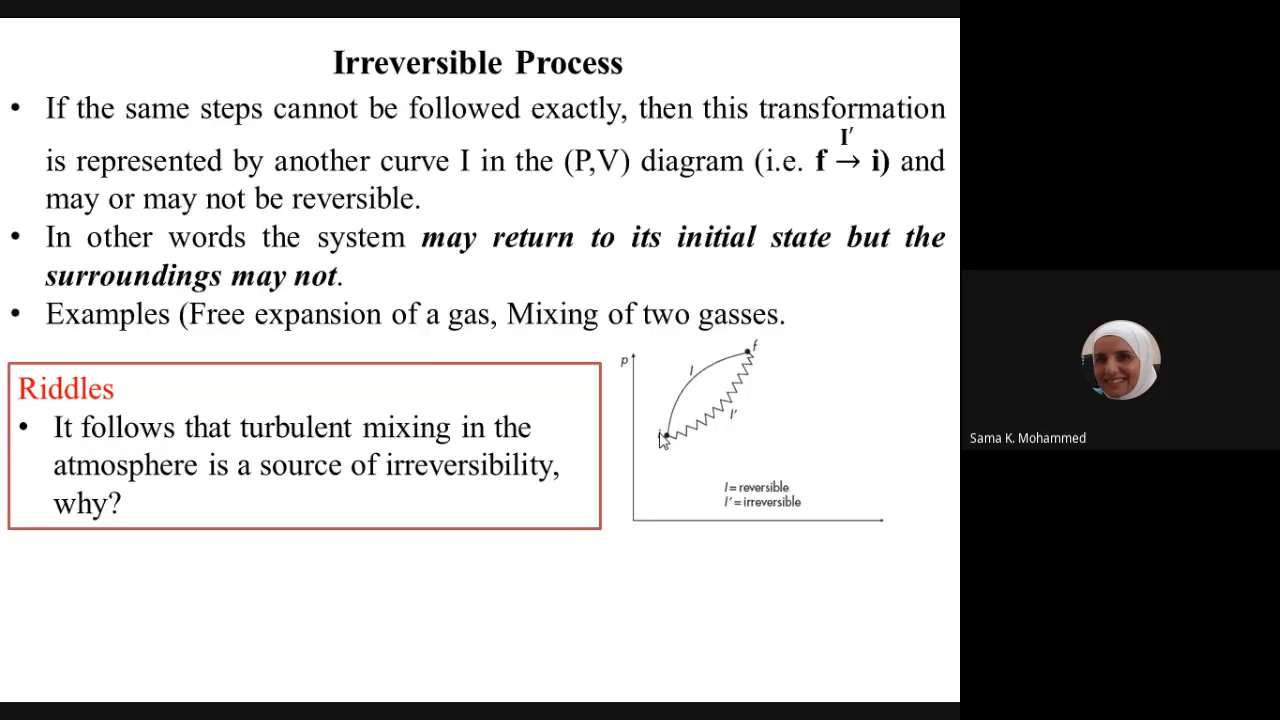 Irreversible Process
• If the same steps cannot be followed exactly, then this transformation
is represented by another curve I in the (P,V) diagram (i.e. f I′→ i) and
may or may not be reversible.
• In other words the system may return to its initial state but the
surroundings may not.
• Examples (Free expansion of a gas, Mixing of two gasses.
Riddles
• It follows that turbulent mixing in the
atmosphere is a source of irreversibility,
why?
p
f
I
I′
I = reversible
I′ = irreversible
Sama K. Mohammed